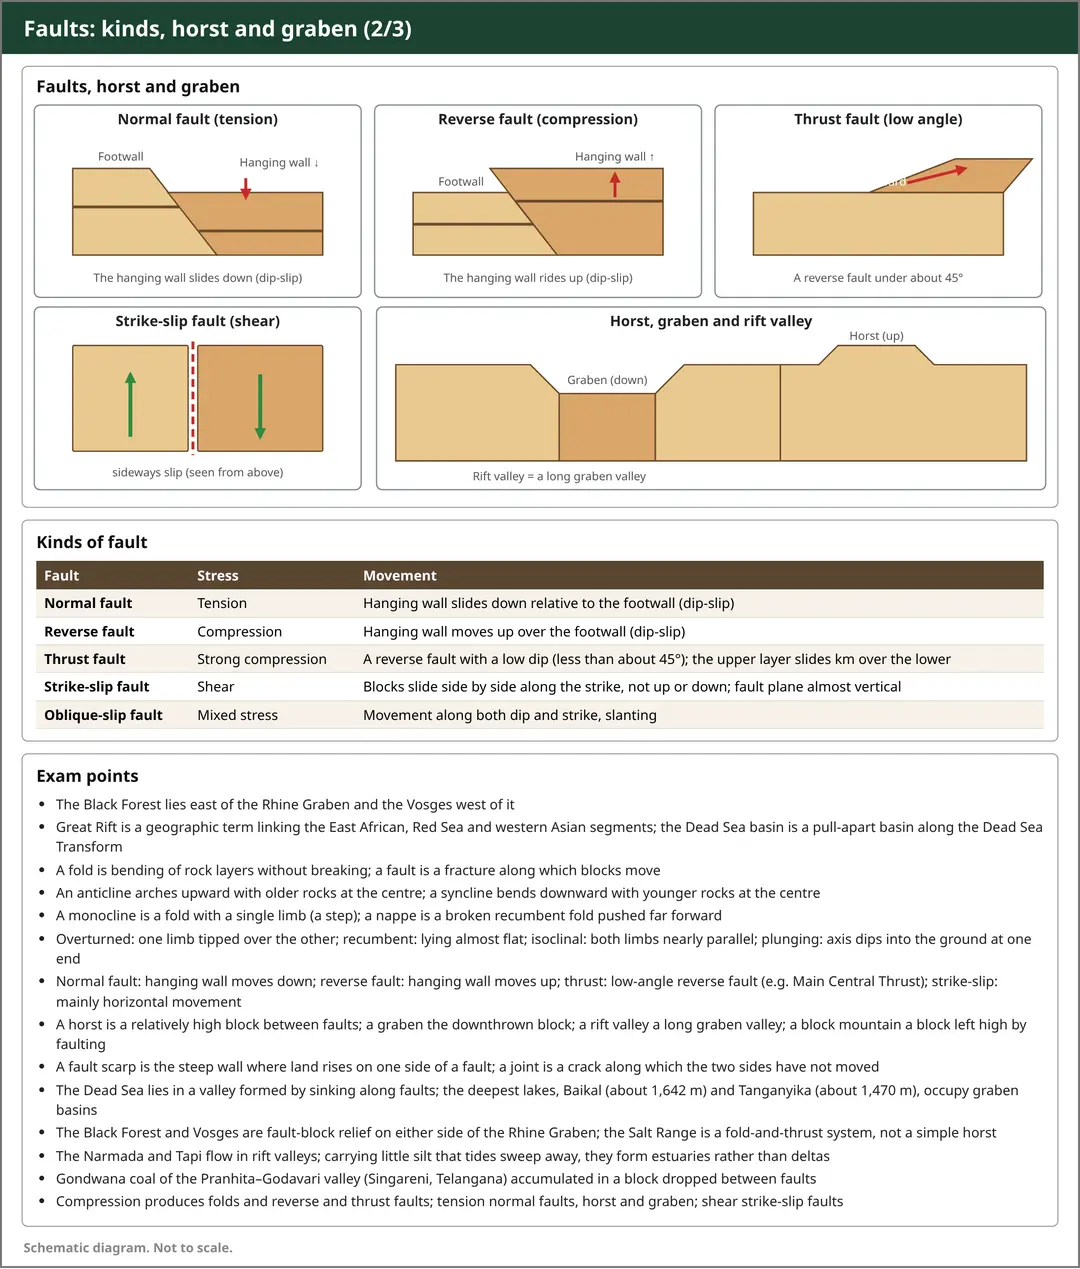 Faults: kinds, horst and graben (2/3)
Faults, horst and graben
Normal fault (tension)
Footwall
Hanging wall ↓
The hanging wall slides down (dip-slip)
Reverse fault (compression)
Hanging wall ↑
Footwall
The hanging wall rides up (dip-slip)
Thrust fault (low angle)
A reverse fault under about 45°
Strike-slip fault (shear)
sideways slip (seen from above)
Horst, graben and rift valley
Horst (up)
Graben (down)
Rift valley = a long graben valley
Kinds of fault
Fault Stress Movement
Normal fault Tension Hanging wall slides down relative to the footwall (dip-slip)
Reverse fault Compression Hanging wall moves up over the footwall (dip-slip)
Thrust fault Strong compression A reverse fault with a low dip (less than about 45°); the upper layer slides km over the lower
Strike-slip fault Shear Blocks slide side by side along the strike, not up or down; fault plane almost vertical
Oblique-slip fault Mixed stress Movement along both dip and strike, slanting
Exam points
• The Black Forest lies east of the Rhine Graben and the Vosges west of it
• Great Rift is a geographic term linking the East African, Red Sea and western Asian segments; the Dead Sea basin is a pull-apart basin along the Dead Sea
Transform
• A fold is bending of rock layers without breaking; a fault is a fracture along which blocks move
• An anticline arches upward with older rocks at the centre; a syncline bends downward with younger rocks at the centre
• A monocline is a fold with a single limb (a step); a nappe is a broken recumbent fold pushed far forward
• Overturned: one limb tipped over the other; recumbent: lying almost flat; isoclinal: both limbs nearly parallel; plunging: axis dips into the ground at one
end
• Normal fault: hanging wall moves down; reverse fault: hanging wall moves up; thrust: low-angle reverse fault (e.g. Main Central Thrust); strike-slip:
mainly horizontal movement
• A horst is a relatively high block between faults; a graben the downthrown block; a rift valley a long graben valley; a block mountain a block left high by
faulting
• A fault scarp is the steep wall where land rises on one side of a fault; a joint is a crack along which the two sides have not moved
• The Dead Sea lies in a valley formed by sinking along faults; the deepest lakes, Baikal (about 1,642 m) and Tanganyika (about 1,470 m), occupy graben
basins
• The Black Forest and Vosges are fault-block relief on either side of the Rhine Graben; the Salt Range is a fold-and-thrust system, not a simple horst
• The Narmada and Tapi flow in rift valleys; carrying little silt that tides sweep away, they form estuaries rather than deltas
• Gondwana coal of the Pranhita–Godavari valley (Singareni, Telangana) accumulated in a block dropped between faults
• Compression produces folds and reverse and thrust faults; tension normal faults, horst and graben; shear strike-slip faults
Schematic diagram. Not to scale.